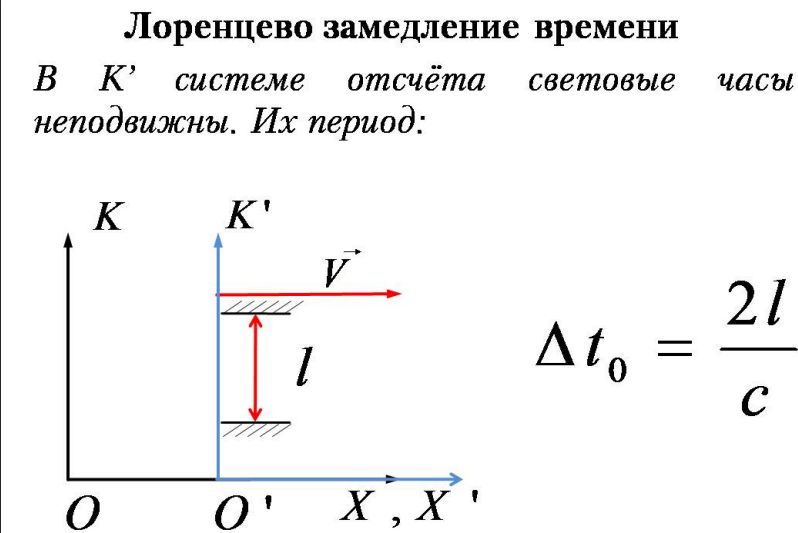 Лоренцево замедление времени
В К’ системе отсчёта световые часы
неподвижны. Их период:
K K'
V
l
Δt₀ = 2l/c
O O' X , X '